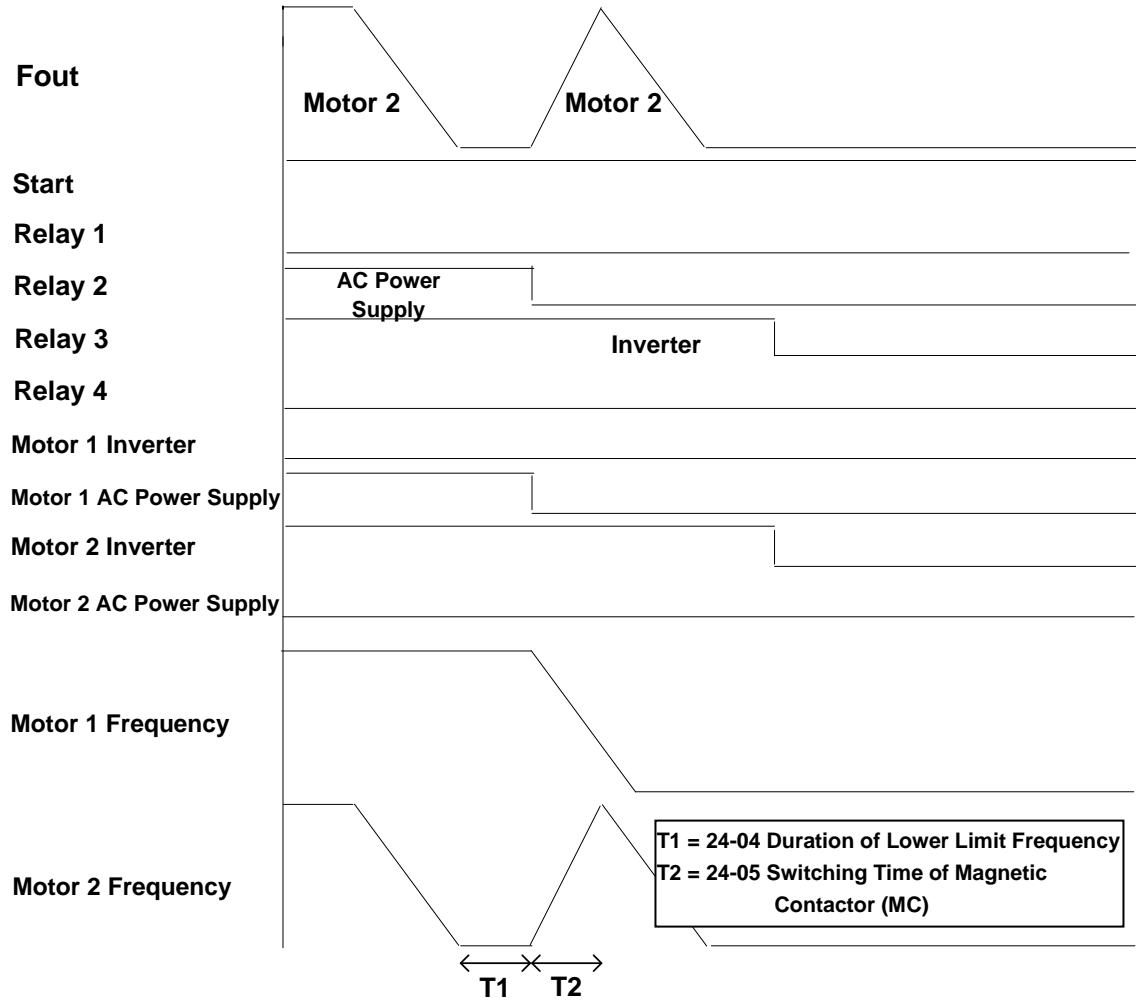 Fout
Motor 2
Motor 2
Start
Relay 1
Relay 2
AC Power
Supply
Relay 3
Inverter
Relay 4
Motor 1 Inverter
Motor 1 AC Power Supply
Motor 2 Inverter
Motor 2 AC Power Supply
Motor 1 Frequency
T1 = 24-04 Duration of Lower Limit Frequency
T2 = 24-05 Switching Time of Magnetic
Contactor (MC)
Motor 2 Frequency
T1
T2